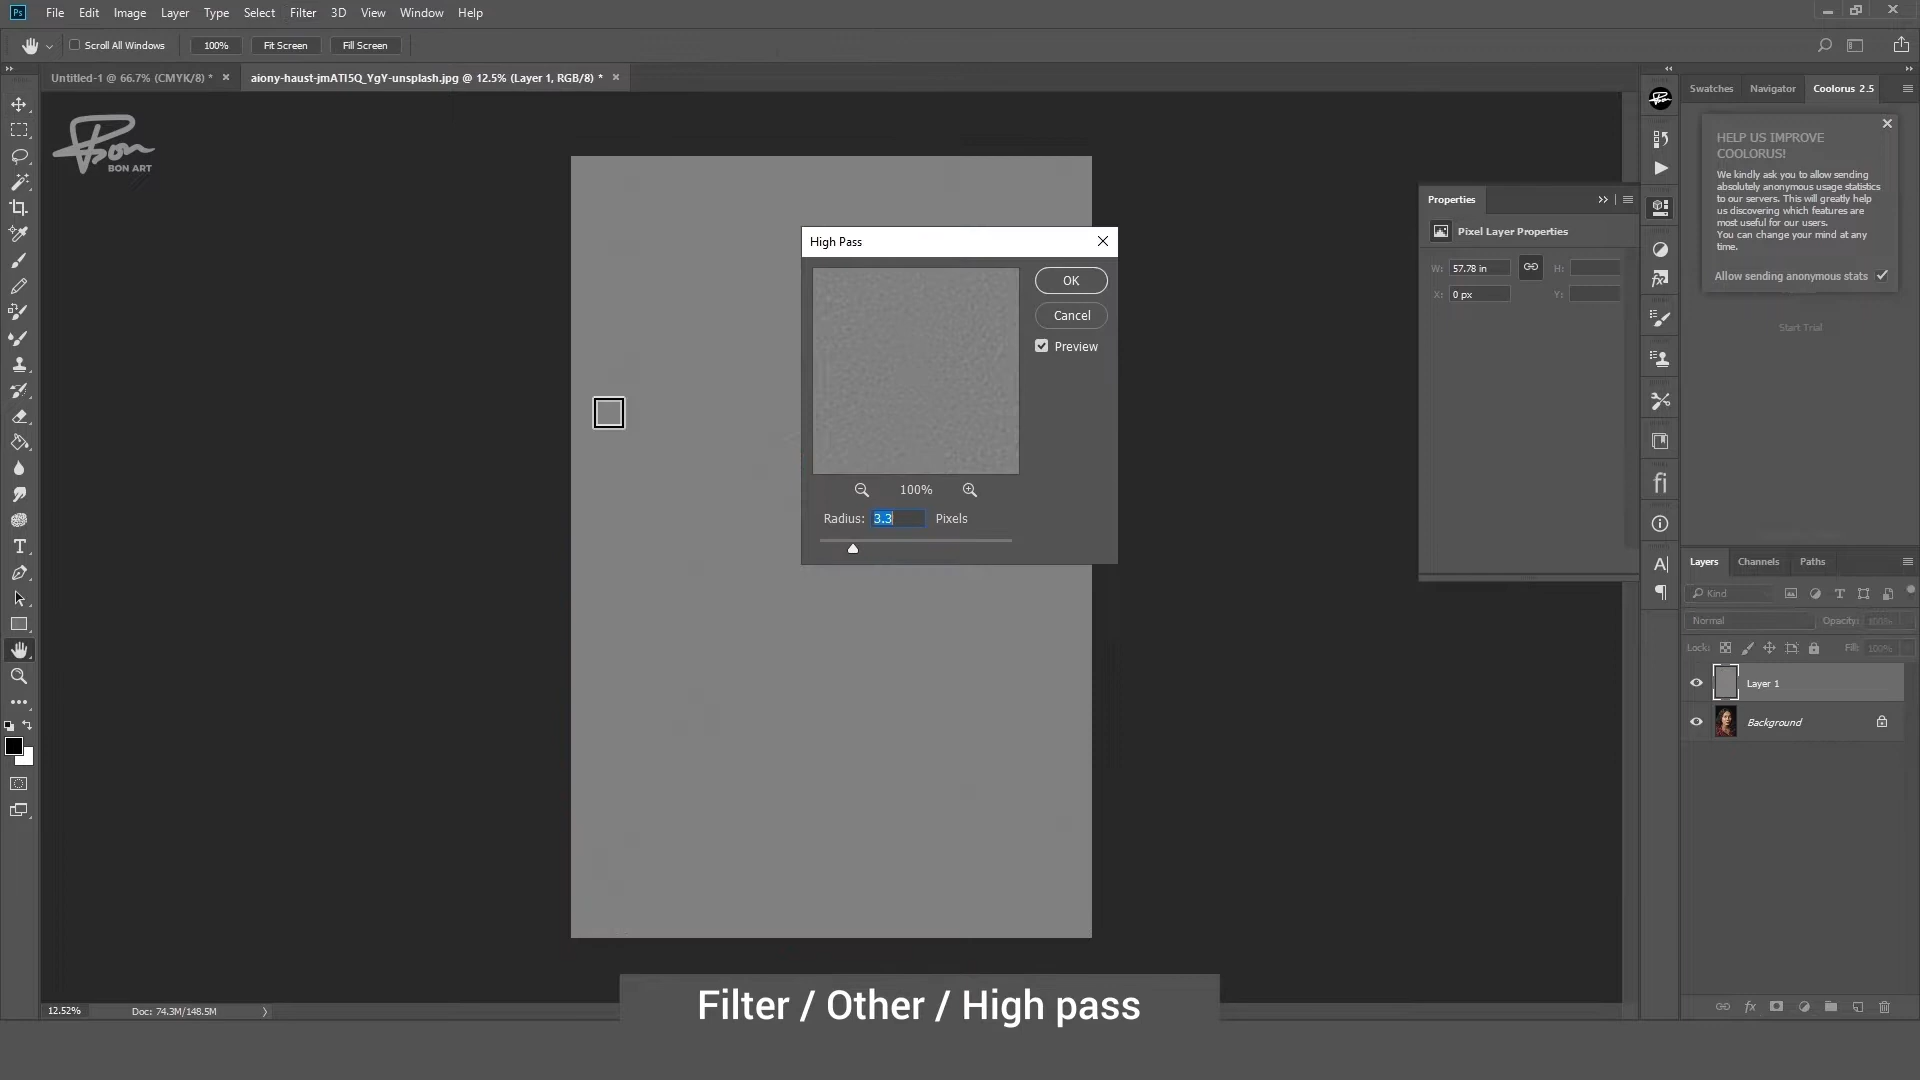 Ps File Edit Image Layer Type Select Filter 3D View Window Help
Scroll All Windows 100% Fit Screen Fill Screen
Untitled-1 @ 66.7% (CMYK/8) * ×
aiony-haust-jmATI5Q_YgY-unsplash.jpg @ 12.5% (Layer 1, RGB/8) * ×
Bon
BON ART
Swatches Navigator Coolorus 2.5
HELP US IMPROVE
COOLORUS!
We kindly ask you to allow sending
absolutely anonymous usage statistics
to our servers. This will greatly help
us discovering which features are
most useful for our users.
You can change your mind at any
time.
Allow sending anonymous stats
Start Trial
Properties
Pixel Layer Properties
W: 57.78 in H:
X: 0 px Y:
High Pass
OK
Cancel
Preview
100%
Radius: 3.3 Pixels
Layers Channels Paths
Kind
Normal Opacity: 100%
Lock: Fill: 100%
Layer 1
Background
12.52% Doc: 74.3M/148.5M
Filter / Other / High pass